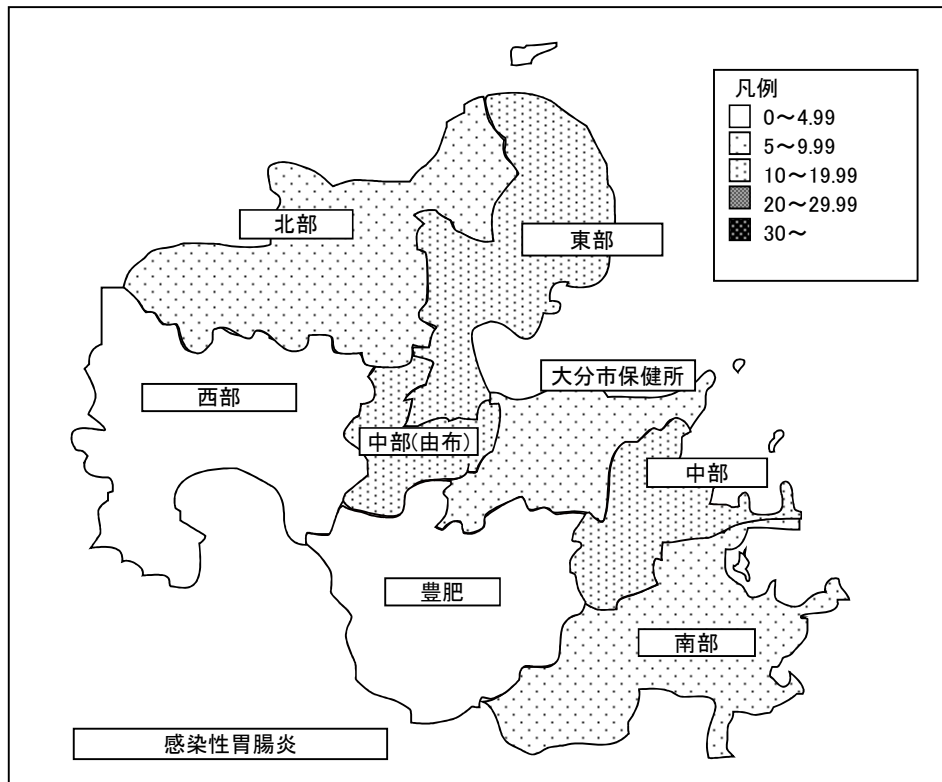 凡例
0～4.99
5～9.99
10～19.99
20～29.99
30～
北部
東部
西部
大分市保健所
中部(由布)
中部
豊肥
南部
感染性胃腸炎